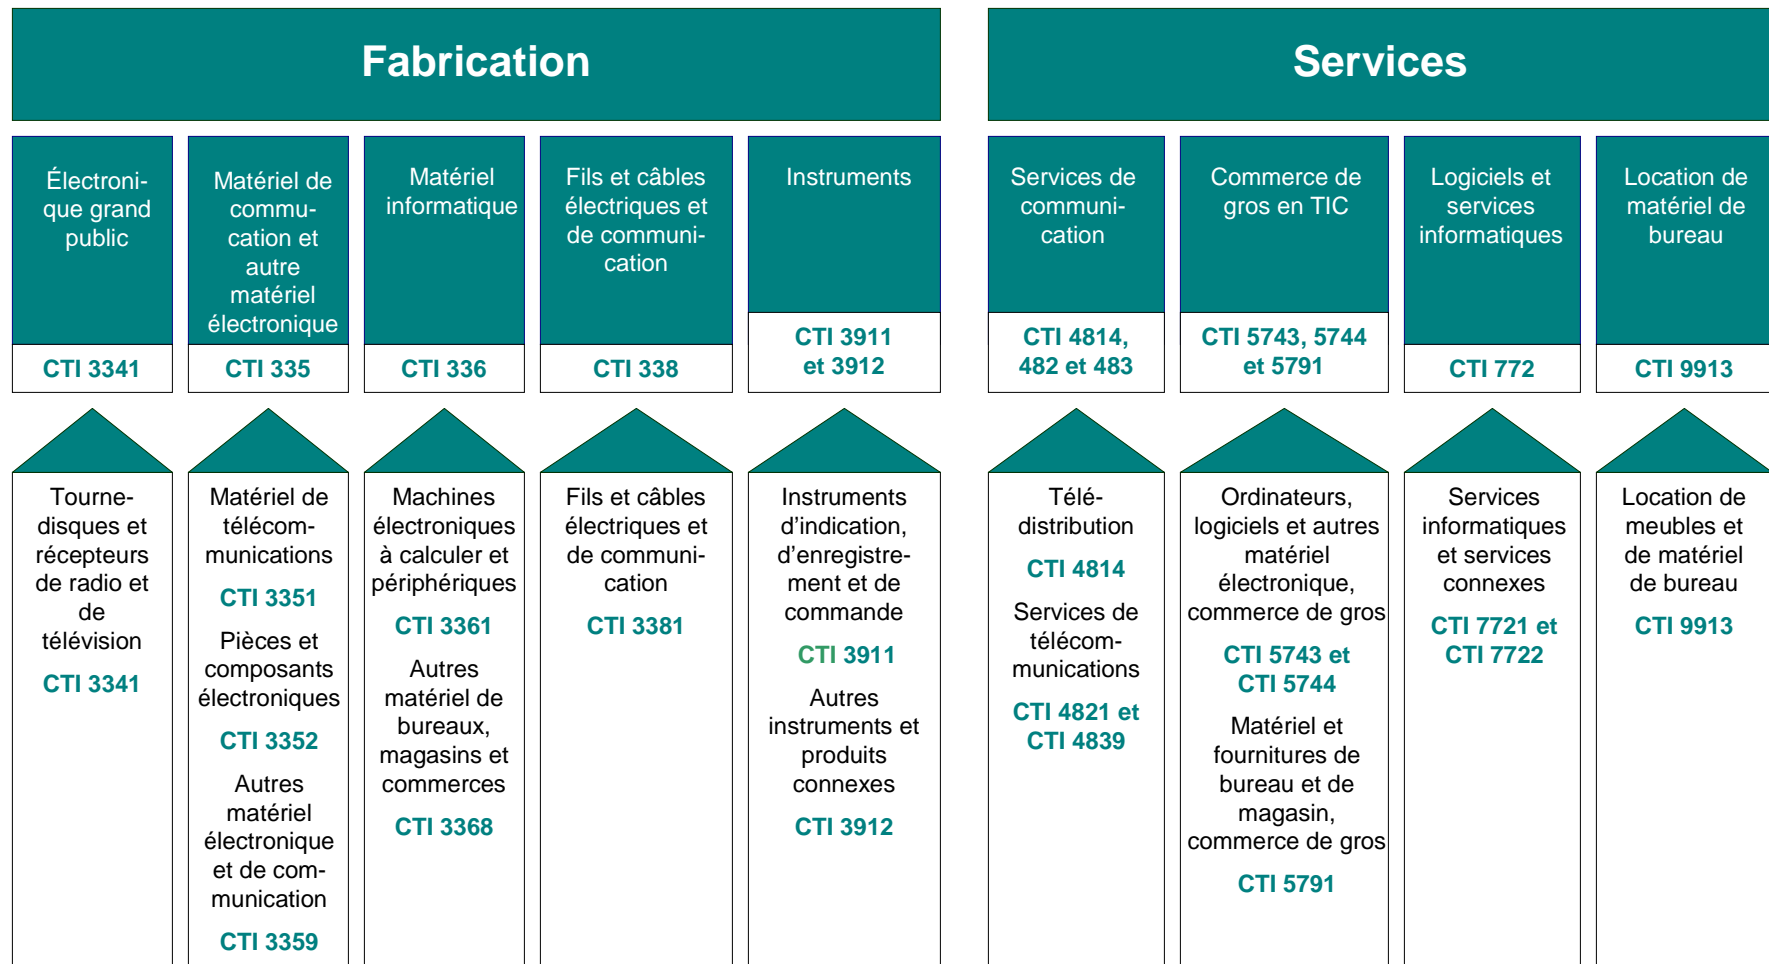 Fabrication
Services
Électroni-
que grand
public
CTI 3341
Matériel de
commu-
cation et
autre
matériel
électronique
CTI 335
Matériel
informatique
CTI 336
Fils et câbles
électriques et
de communi-
cation
CTI 338
Instruments
CTI 3911
et 3912
Services de
communi-
cation
CTI 4814,
482 et 483
Commerce de
gros en TIC
CTI 5743, 5744
et 5791
Logiciels et
services
informatiques
CTI 772
Location de
matériel de
bureau
CTI 9913
Tourne-
disques et
récepteurs
de radio et
de
télévision
CTI 3341
Matériel de
télécom-
munications
CTI 3351
Pièces et
composants
électroniques
CTI 3352
Autres
matériel
électronique
et de com-
munication
CTI 3359
Machines
électroniques
à calculer et
périphériques
CTI 3361
Autres
matériel de
bureaux,
magasins et
commerces
CTI 3368
Fils et câbles
électriques et
de communi-
cation
CTI 3381
Instruments
d’indication,
d’enregistre-
ment et de
commande
CTI 3911
Autres
instruments et
produits
connexes
CTI 3912
Télé-
distribution
CTI 4814
Services de
télécom-
munications
CTI 4821 et
CTI 4839
Ordinateurs,
logiciels et autres
matériel
électronique,
commerce de gros
CTI 5743 et
CTI 5744
Matériel et
fournitures de
bureau et de
magasin,
commerce de gros
CTI 5791
Services
informatiques
et services
connexes
CTI 7721 et
CTI 7722
Location de
meubles et
de matériel
de bureau
CTI 9913